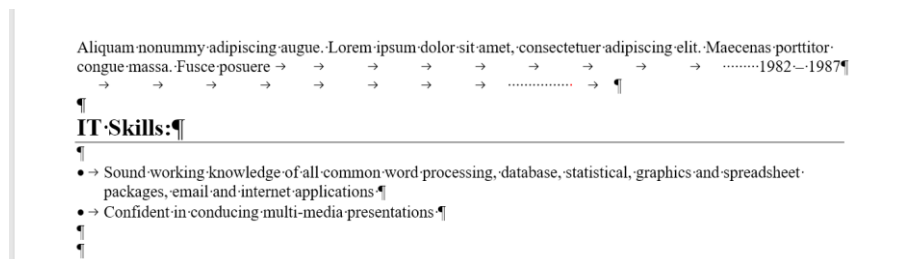 Aliquam nonummy adipiscing augue. Lorem ipsum dolor sit amet, consectetuer adipiscing elit. Maecenas porttitor
congue massa. Fusce posuere → → → → → → → → → ·········1982 – 1987¶
→ → → → → → → → ··············· → ¶
¶
IT Skills:¶
¶
● → Sound working knowledge of all common word processing, database, statistical, graphics and spreadsheet
packages, email and internet applications ¶
● → Confident in conducing multi-media presentations ¶
¶
¶